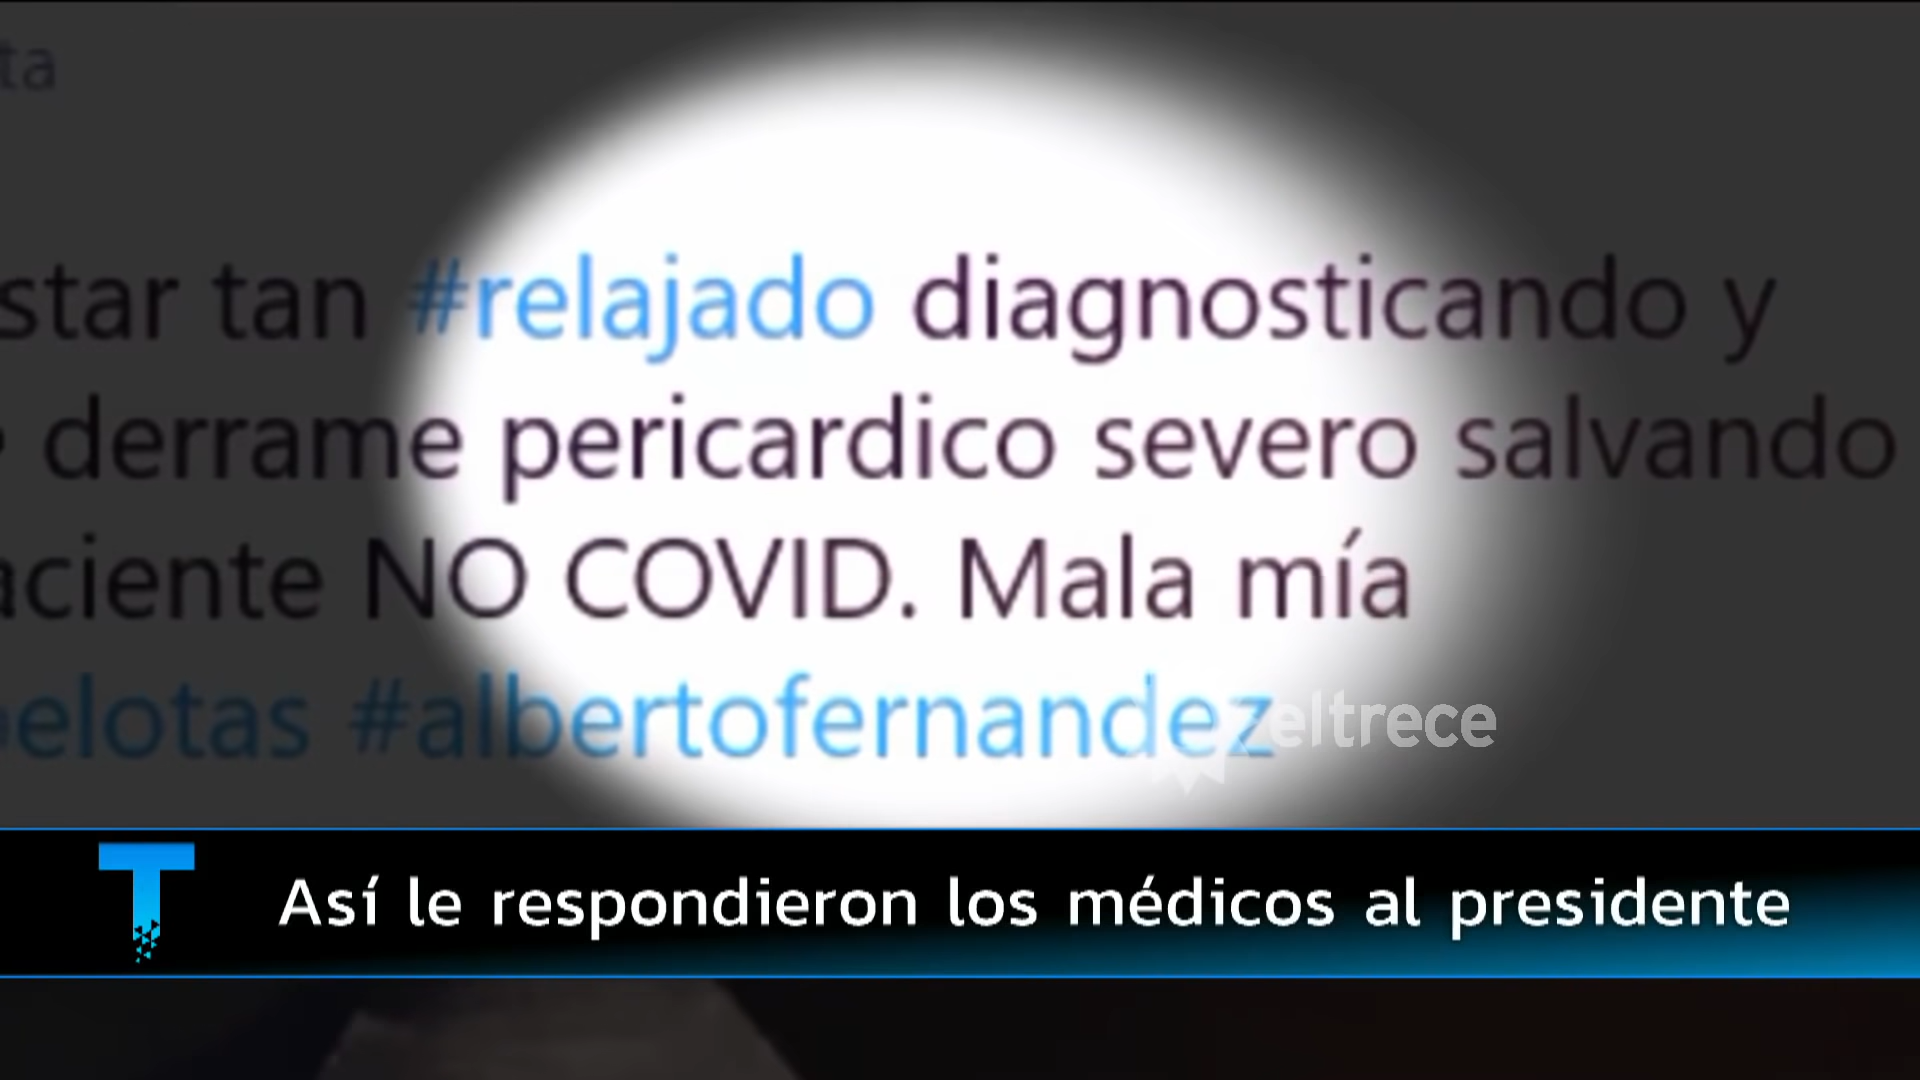 ta
star tan #relajado diagnosticando y
derrame pericardico severo salvando
aciente NO COVID. Mala mía
elotas #albertofernandez
eltrece
T Así le respondieron los médicos al presidente